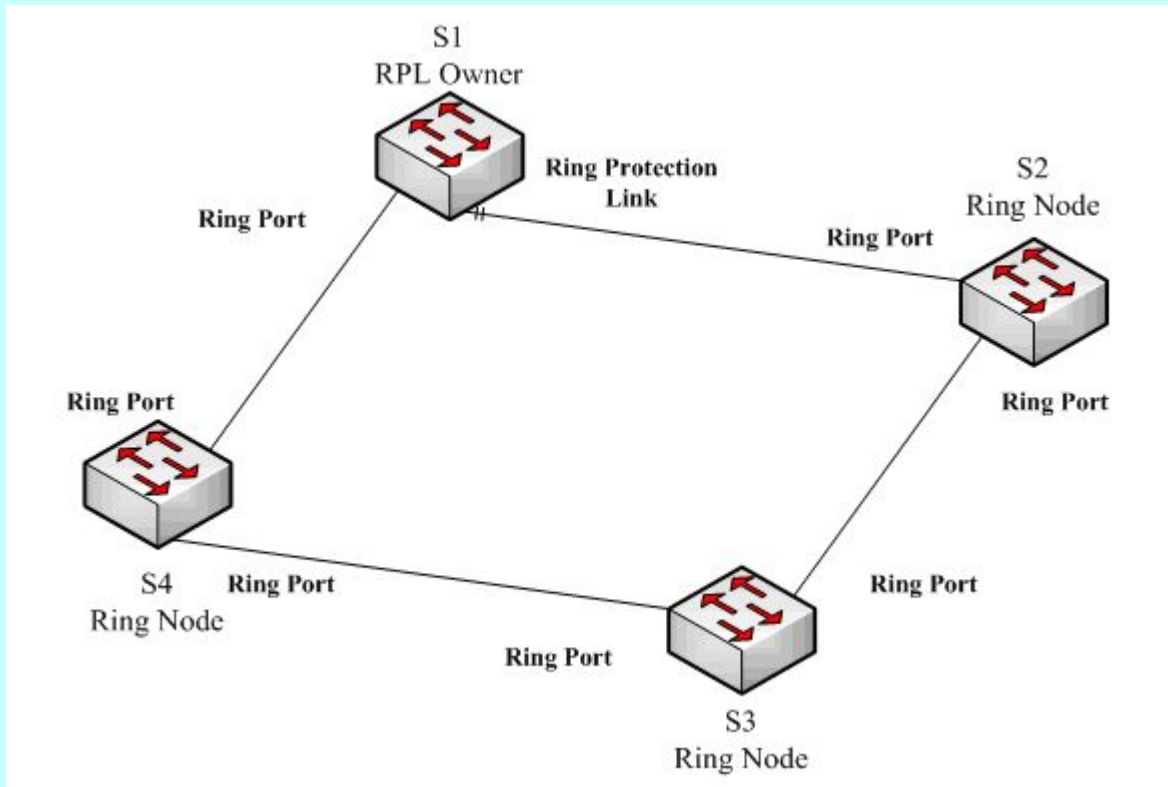 S1
RPL Owner
Ring Protection
Link
S2
Ring Node
Ring Port
Ring Port
Ring Port
Ring Port
S4
Ring Node
Ring Port
Ring Port
Ring Port
S3
Ring Node